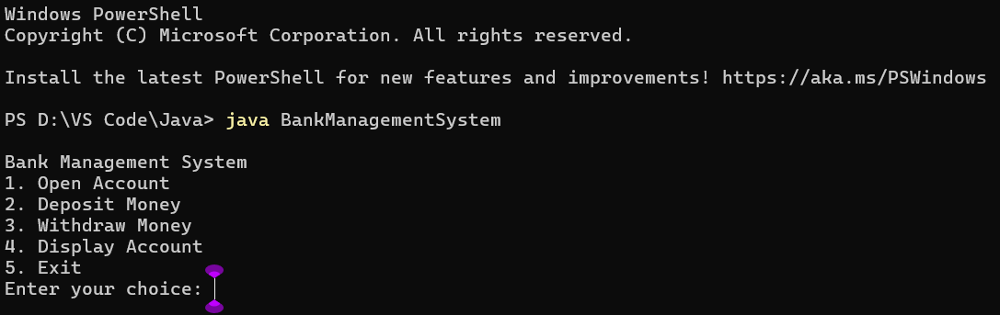 Windows PowerShell
Copyright (C) Microsoft Corporation. All rights reserved.
Install the latest PowerShell for new features and improvements! https://aka.ms/PSWindows
PS D:\VS Code\Java> java BankManagementSystem
Bank Management System
1. Open Account
2. Deposit Money
3. Withdraw Money
4. Display Account
5. Exit
Enter your choice: